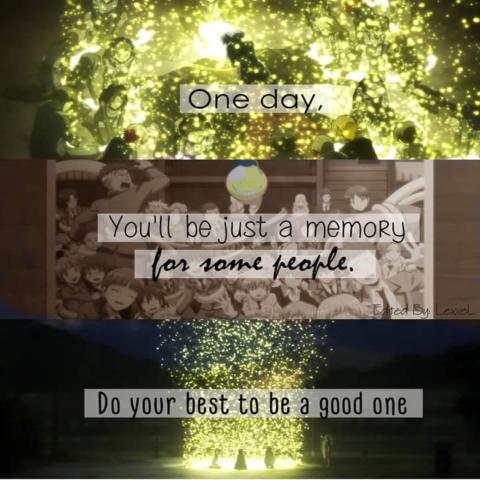 One day,
You'll be just a memory
for some people.
Edited By: LexxeL
Do your best to be a good one